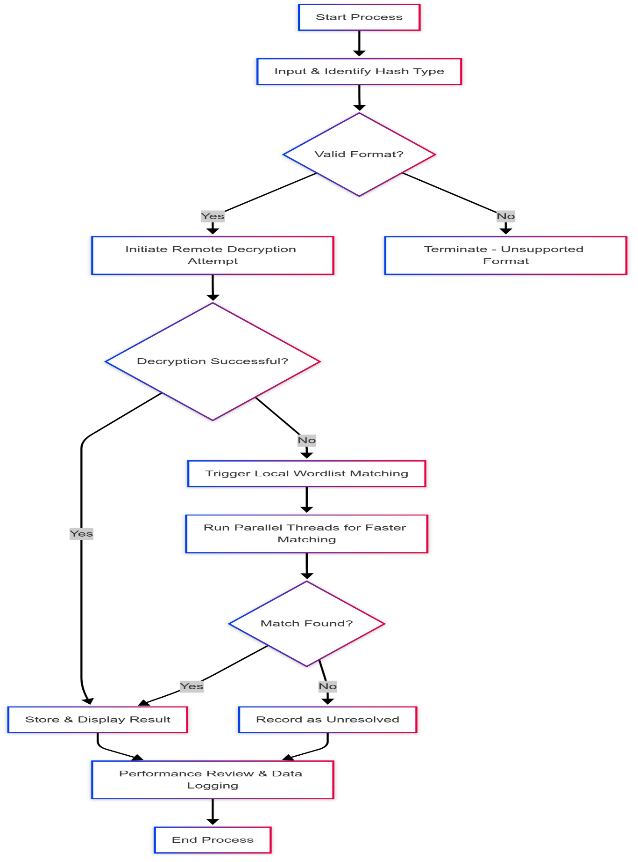 Start Process
Input & Identify Hash Type
Valid Format?
Yes
No
Initiate Remote Decryption
Attempt
Terminate - Unsupported
Format
Decryption Successful?
No
Trigger Local Wordlist Matching
Run Parallel Threads for Faster
Matching
Yes
Match Found?
Yes
No
Store & Display Result
Record as Unresolved
Performance Review & Data
Logging
End Process